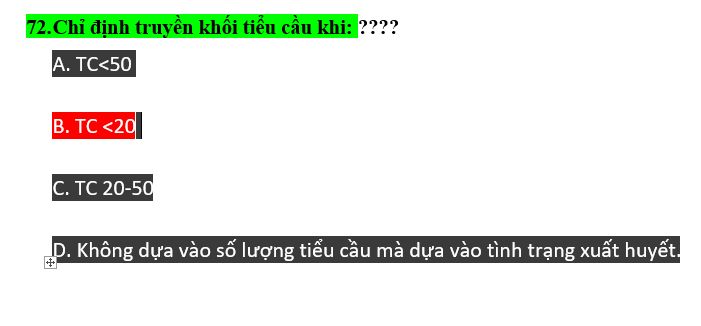 72.Chỉ định truyền khối tiểu cầu khi: ????
A. TC<50
B. TC <20
C. TC 20-50
D. Không dựa vào số lượng tiểu cầu mà dựa vào tình trạng xuất huyết.